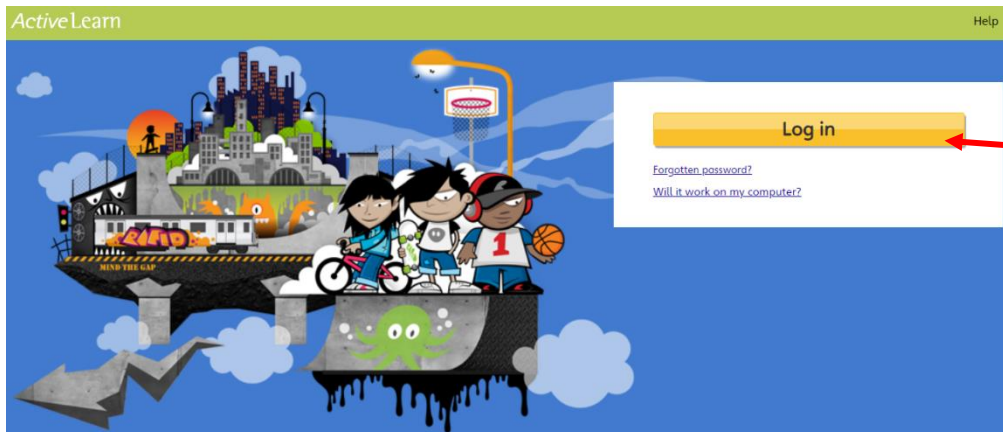 ActiveLearn
Help
Log in
Forgotten password?
Will it work on my computer?
MIND THE GAP
1